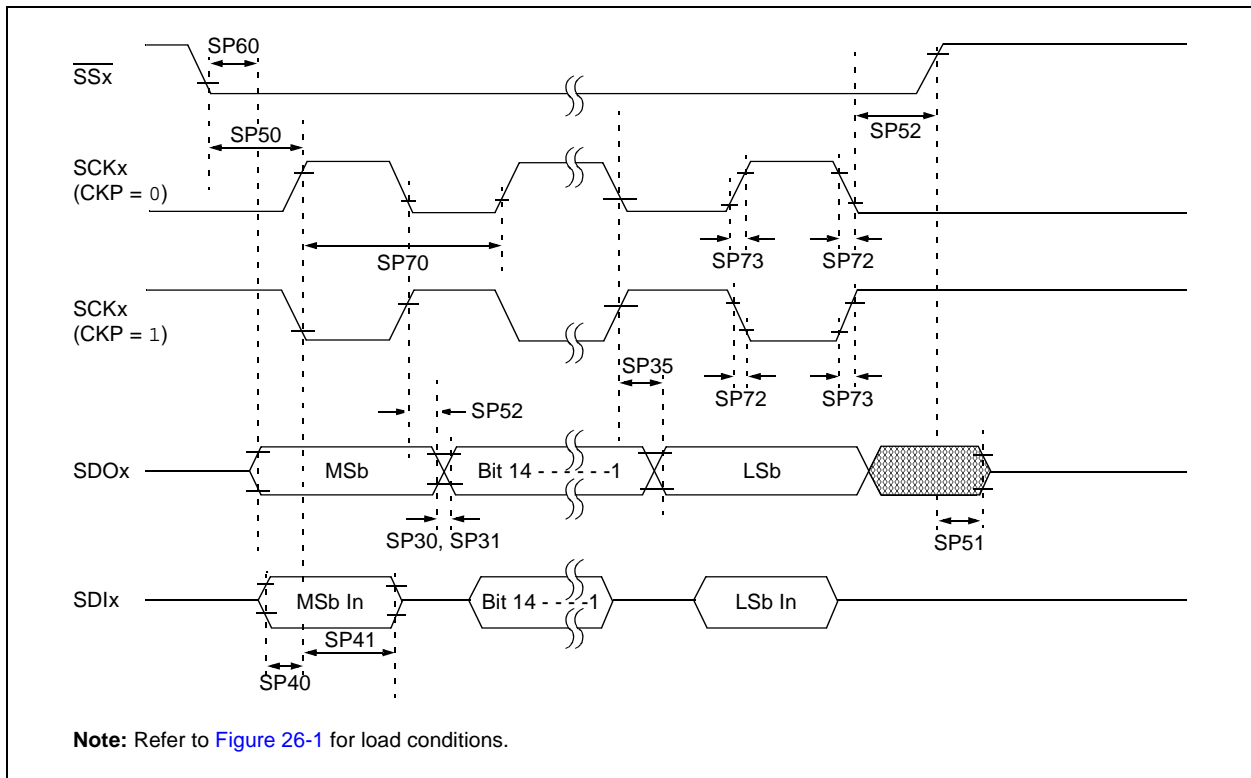 SP60
SSx
SP50
SP52
SCKx
(CKP = 0)
SP70
SP73
SP72
SCKx
(CKP = 1)
SP35
SP72
SP73
SP52
SDOx
MSb
Bit 14 - - - - - -1
LSb
SP30, SP31
SP51
SDIx
MSb In
Bit 14 - - - -1
LSb In
SP41
SP40
Note: Refer to Figure 26-1 for load conditions.